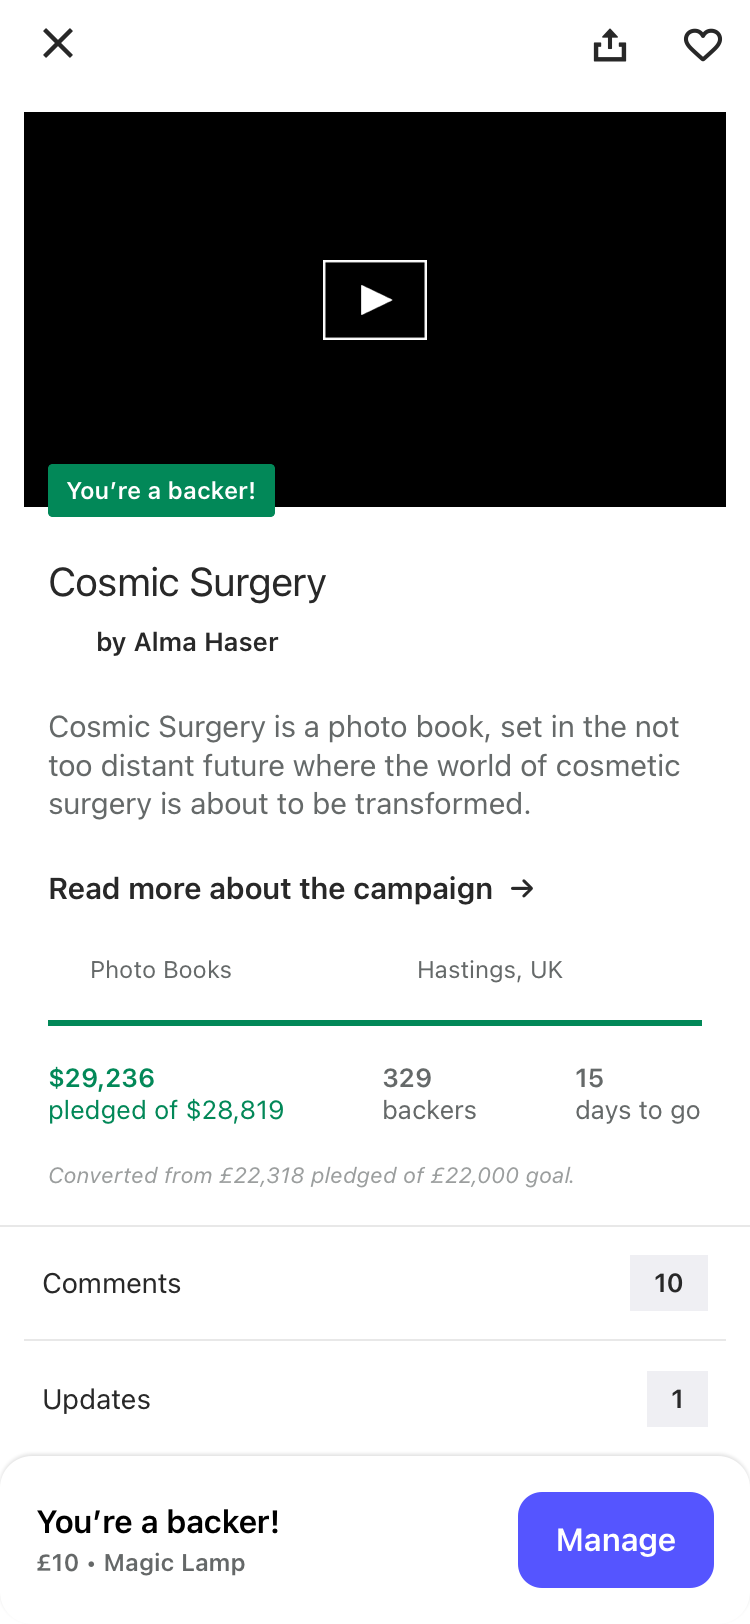 You’re a backer!
Cosmic Surgery
by Alma Haser
Cosmic Surgery is a photo book, set in the not
too distant future where the world of cosmetic
surgery is about to be transformed.
Read more about the campaign →
Photo Books
Hastings, UK
$29,236
pledged of $28,819
329
backers
15
days to go
Converted from £22,318 pledged of £22,000 goal.
Comments
10
Updates
1
You’re a backer!
£10 • Magic Lamp
Manage